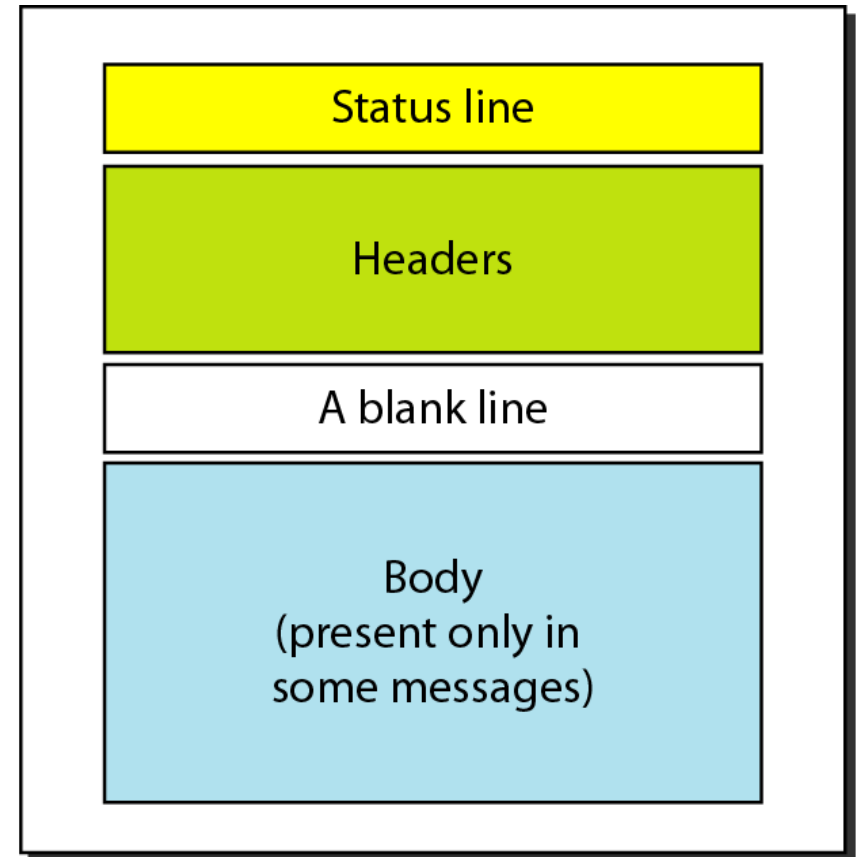 Status line
Headers
A blank line
Body
(present only in
some messages)